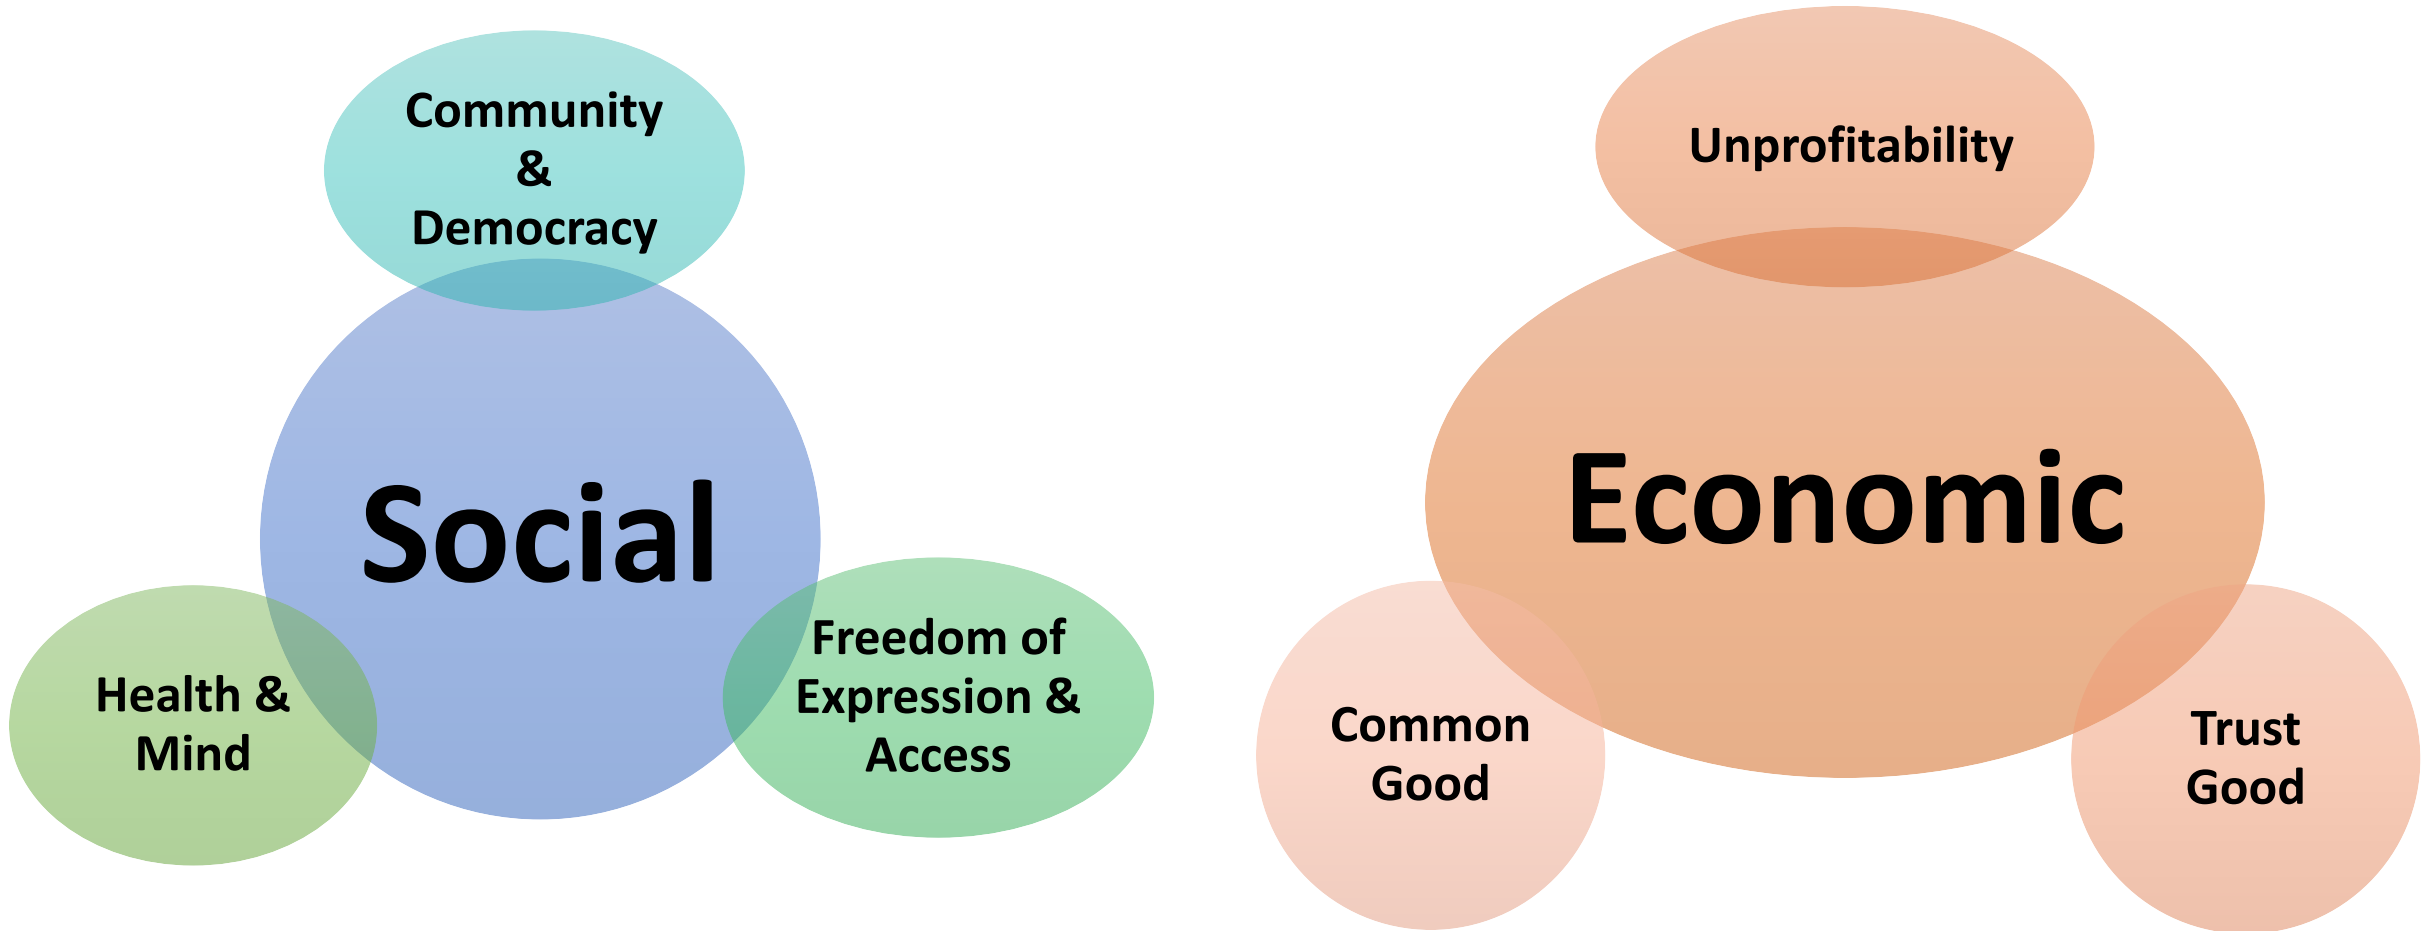 Community
&
Democracy
Social
Health &
Mind
Freedom of
Expression &
Access
Unprofitability
Economic
Common
Good
Trust
Good